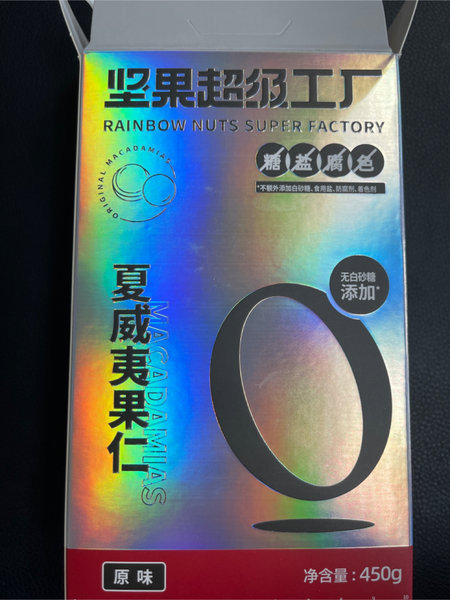 坚果超级工厂
RAINBOW NUTS SUPER FACTORY
ORIGINAL MACADAMIAS
糖 盐 腐 色
*不额外添加白砂糖、食用盐、防腐剂、着色剂
无白砂糖
添加*
夏威夷果仁
MACADAMIAS
0
原味
净含量：450g